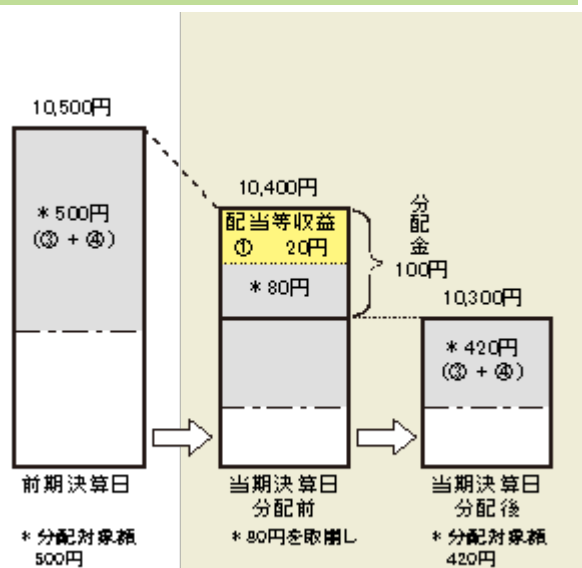 10,500円
*500円
(③ + ④)
前期決算日
*分配対象額
500円
10,400円
配当等収益
① 20円
*80円
分配金
100円
当期決算日
分配前
*80円を取崩し
10,300円
*420円
(③ + ④)
当期決算日
分配後
*分配対象額
420円